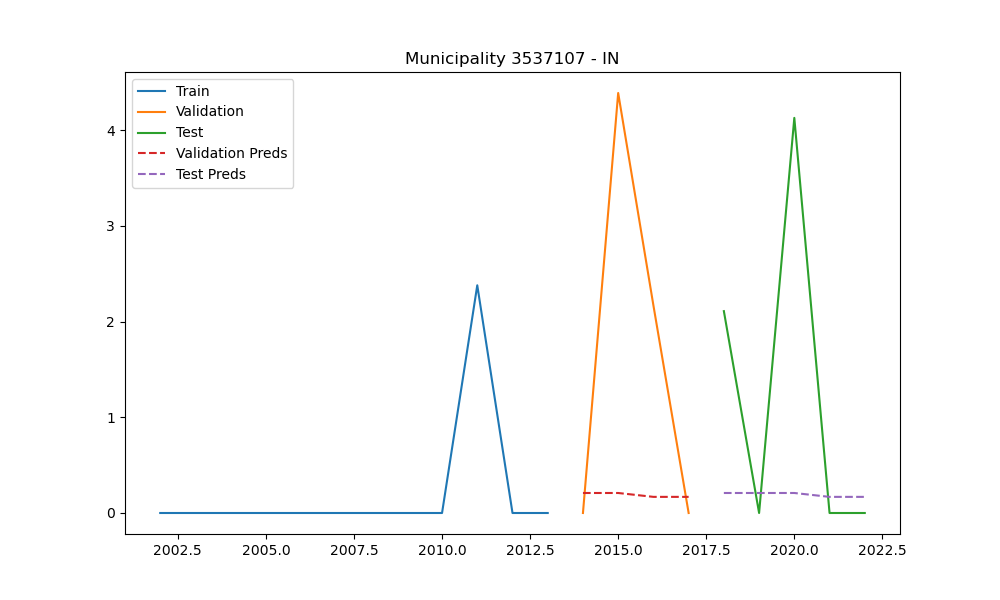 Municipality 3537107 - IN
Train
Validation
Test
Validation Preds
Test Preds
4
3
2
1
0
2002.5 2005.0 2007.5 2010.0 2012.5 2015.0 2017.5 2020.0 2022.5